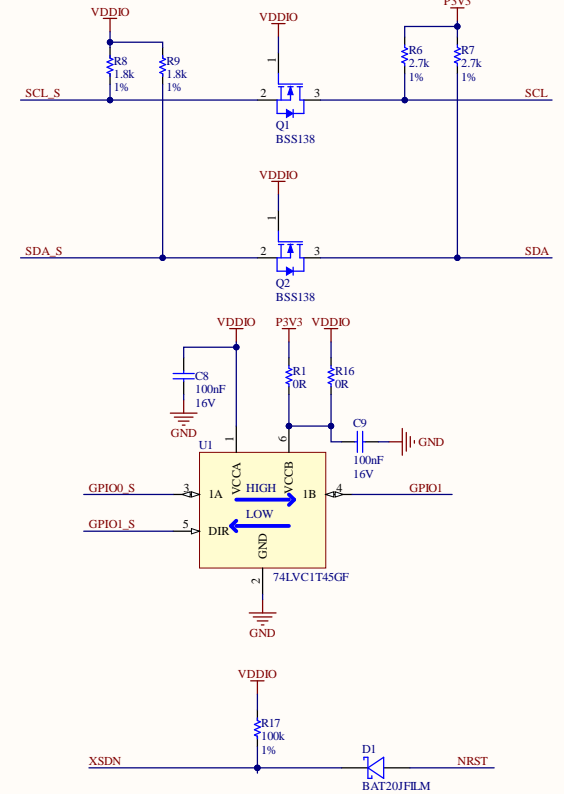 VDDIO
VDDIO
P3V3
R8
1.8k
1%
R9
1.8k
1%
1
R6
2.7k
1%
R7
2.7k
1%
SCL_S
2
3
SCL
Q1
BSS138
VDDIO
1
SDA_S
2
3
SDA
Q2
BSS138
VDDIO
P3V3
VDDIO
C8
100nF
16V
R1
0R
R16
0R
GND
C9
100nF
16V
GND
U1
1
6
VCCA
VCCB
GPIO0_S
3
1A
HIGH
1B
4
GPIO1
GPIO1_S
5
DIR
LOW
GND
2
74LVC1T45GF
GND
VDDIO
R17
100k
1%
XSDN
D1
NRST
BAT20JFILM